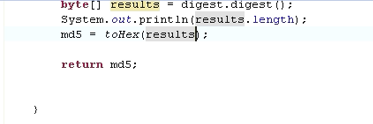 byte[] results = digest.digest();
System.out.println(results.length);
md5 = toHex(results);
return md5;
}